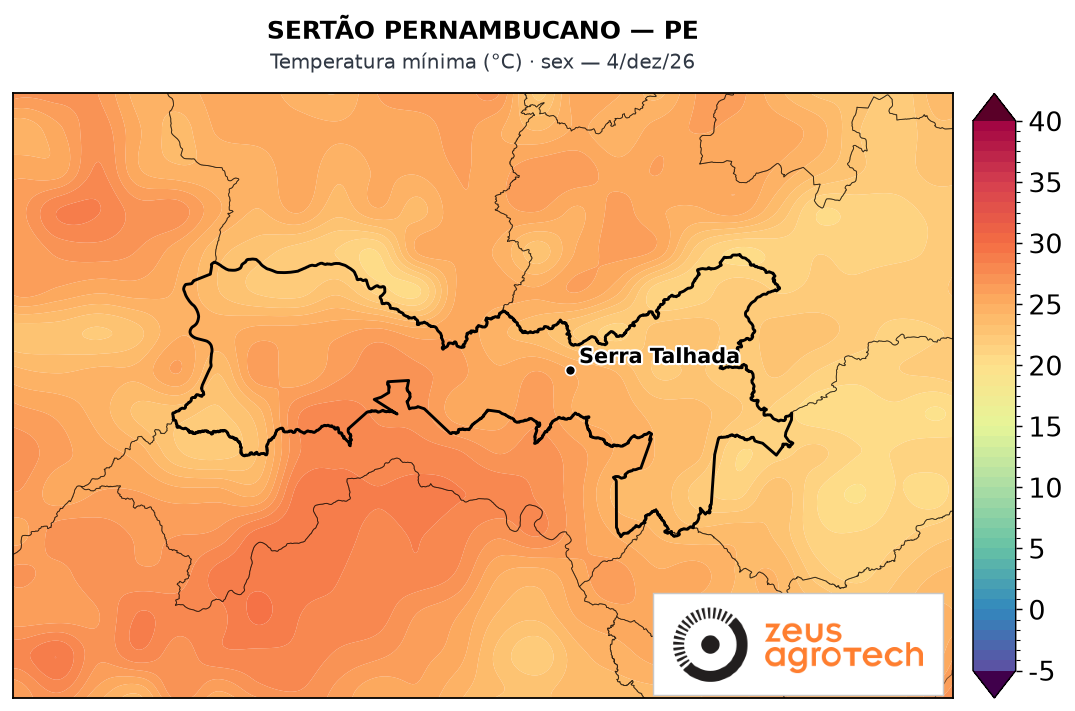 SERTÃO PERNAMBUCANO — PE
Temperatura mínima (°C) · sex — 4/dez/26
Serra Talhada
40
35
30
25
20
15
10
5
0
-5
zeus
agrotech